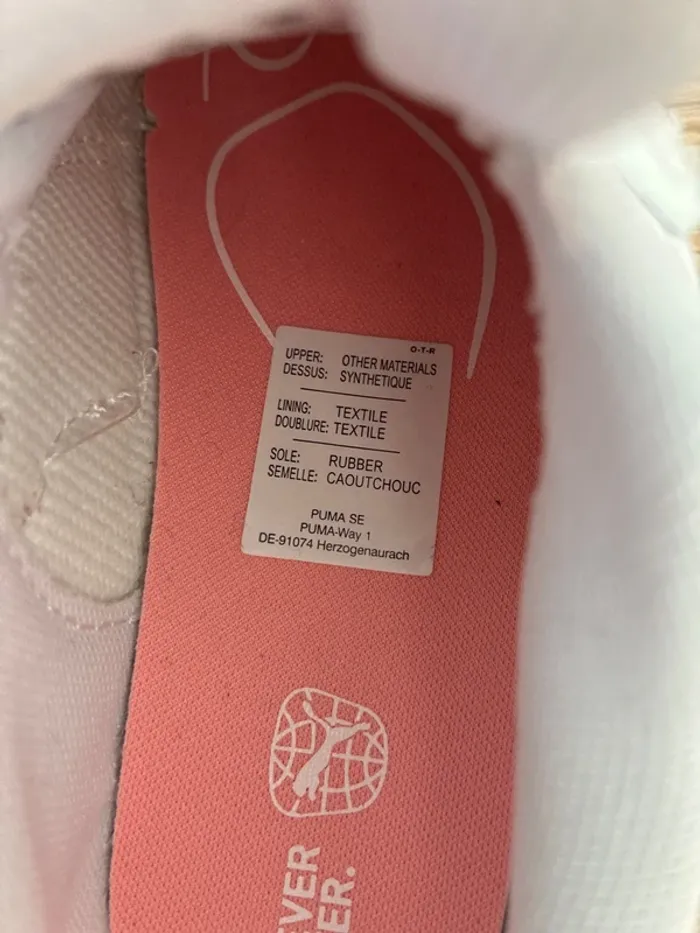 O-T-R
UPPER: OTHER MATERIALS
DESSUS: SYNTHETIQUE
LINING: TEXTILE
DOUBLURE: TEXTILE
SOLE: RUBBER
SEMELLE: CAOUTCHOUC
PUMA SE
PUMA-Way 1
DE-91074 Herzogenaurach